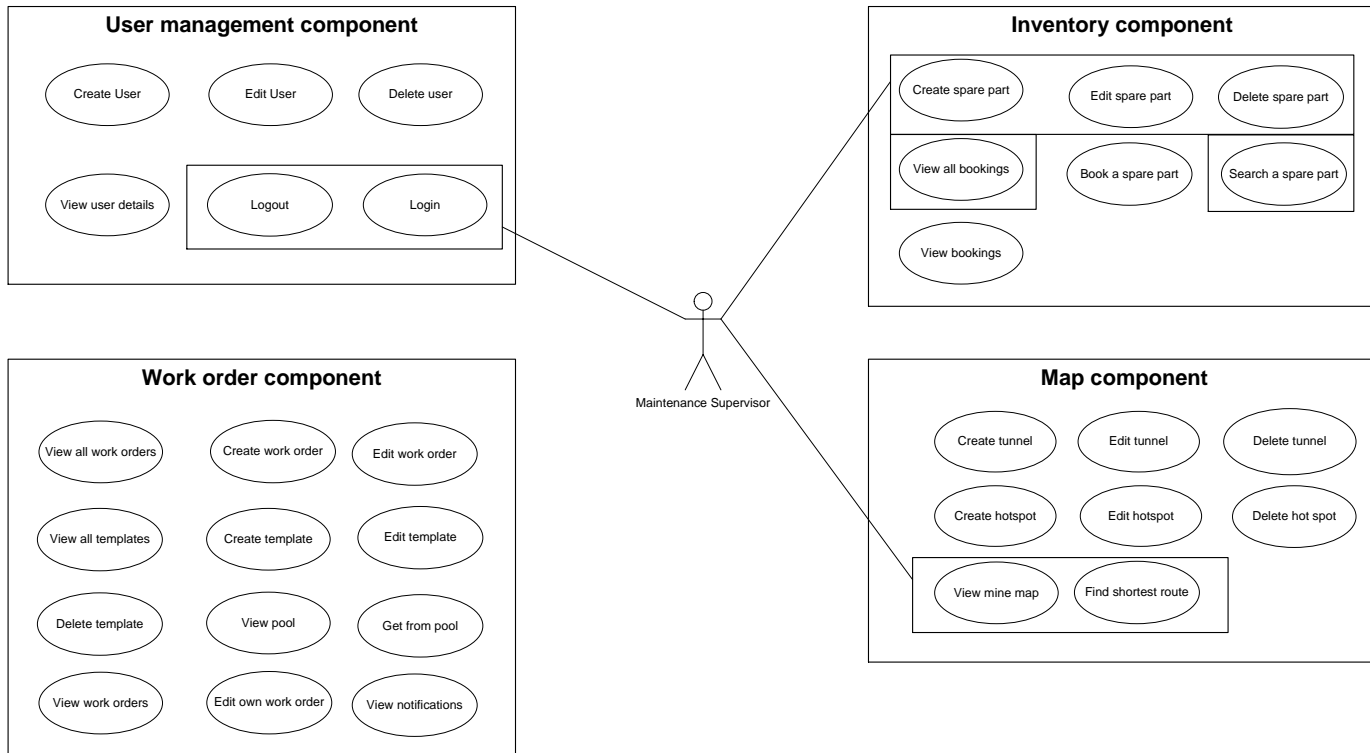 User management component
Create User
Edit User
Delete user
View user details
Logout
Login
Inventory component
Create spare part
Edit spare part
Delete spare part
View all bookings
Book a spare part
Search a spare part
View bookings
Maintenance Supervisor
Work order component
View all work orders
Create work order
Edit work order
View all templates
Create template
Edit template
Delete template
View pool
Get from pool
View work orders
Edit own work order
View notifications
Map component
Create tunnel
Edit tunnel
Delete tunnel
Create hotspot
Edit hotspot
Delete hot spot
View mine map
Find shortest route